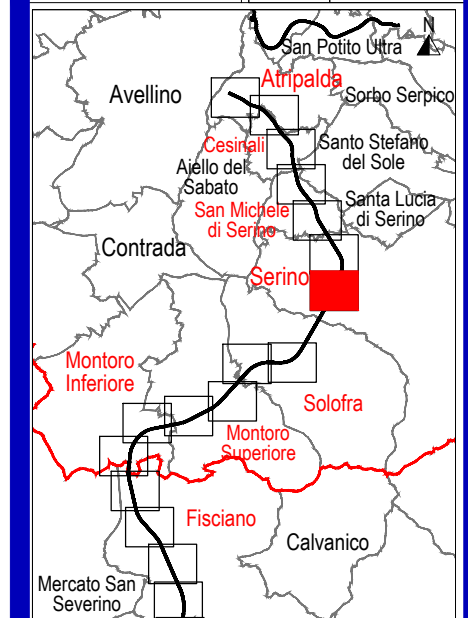 N
San Potito Ultra
Atripalda
Avellino
Sorbo Serpico
Cesinali
Santo Stefano
del Sole
Aiello del
Sabato
San Michele
di Serino
Santa Lucia
di Serino
Contrada
Serino
Montoro
Inferiore
Solofra
Montoro
Superiore
Fisciano
Calvanico
Mercato San
Severino